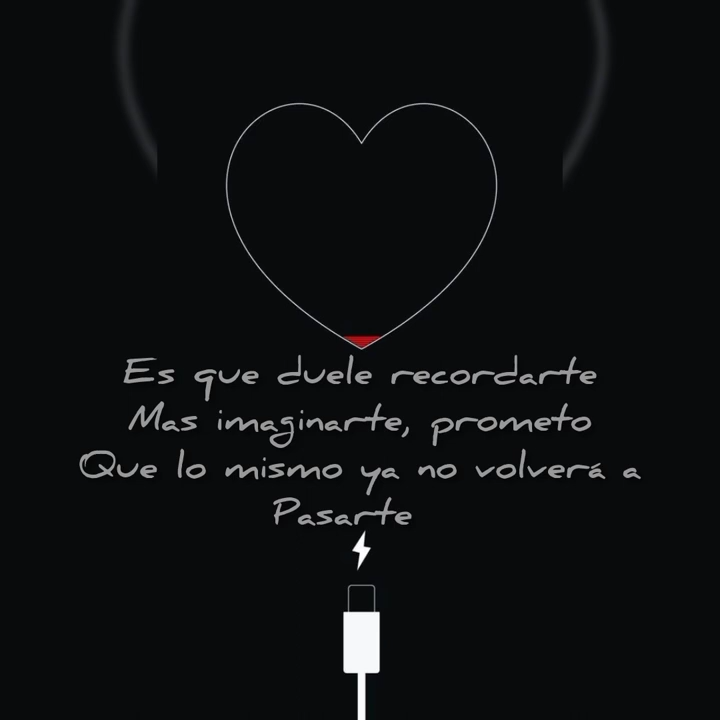 Es que duele recordarte
Mas imaginarte, prometo
Que lo mismo ya no volverá a
Pasarte